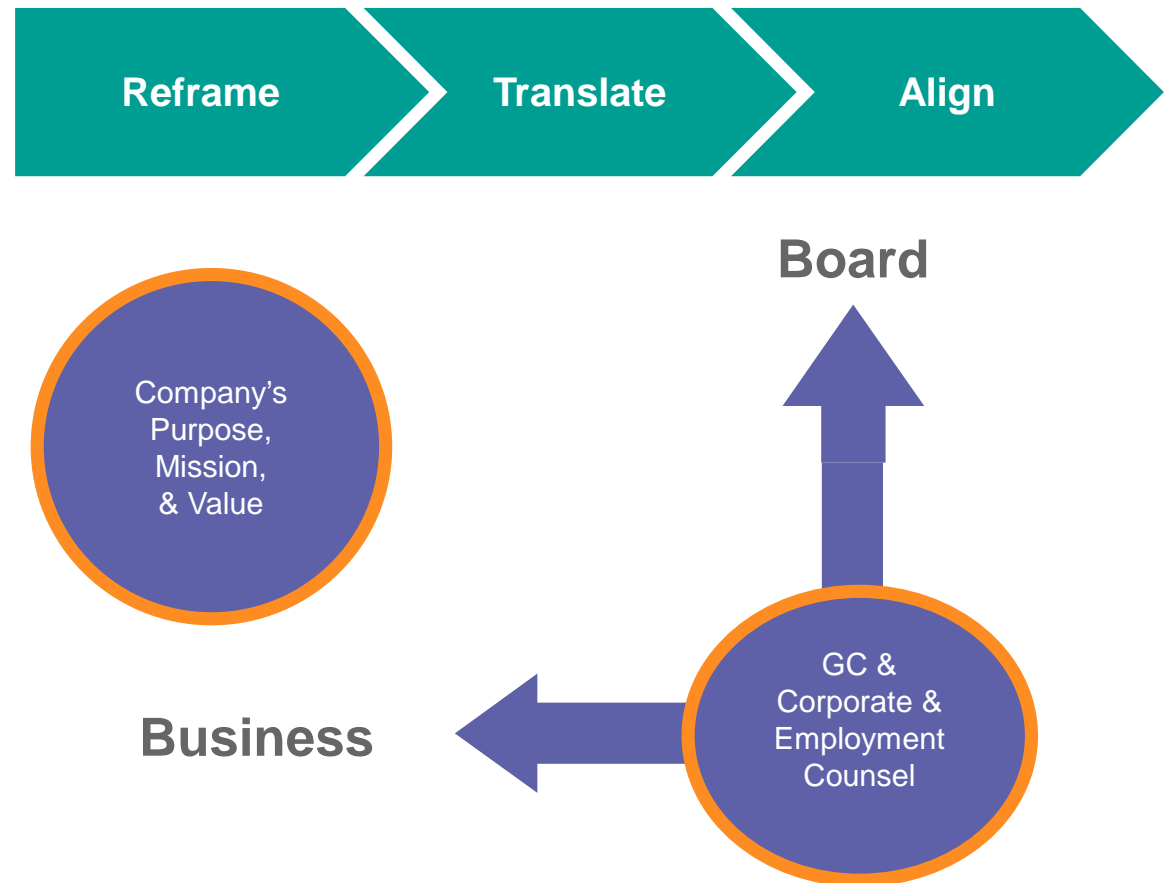 Reframe
Translate
Align
Board
Company’s
Purpose,
Mission,
& Value
GC &
Corporate &
Employment
Counsel
Business